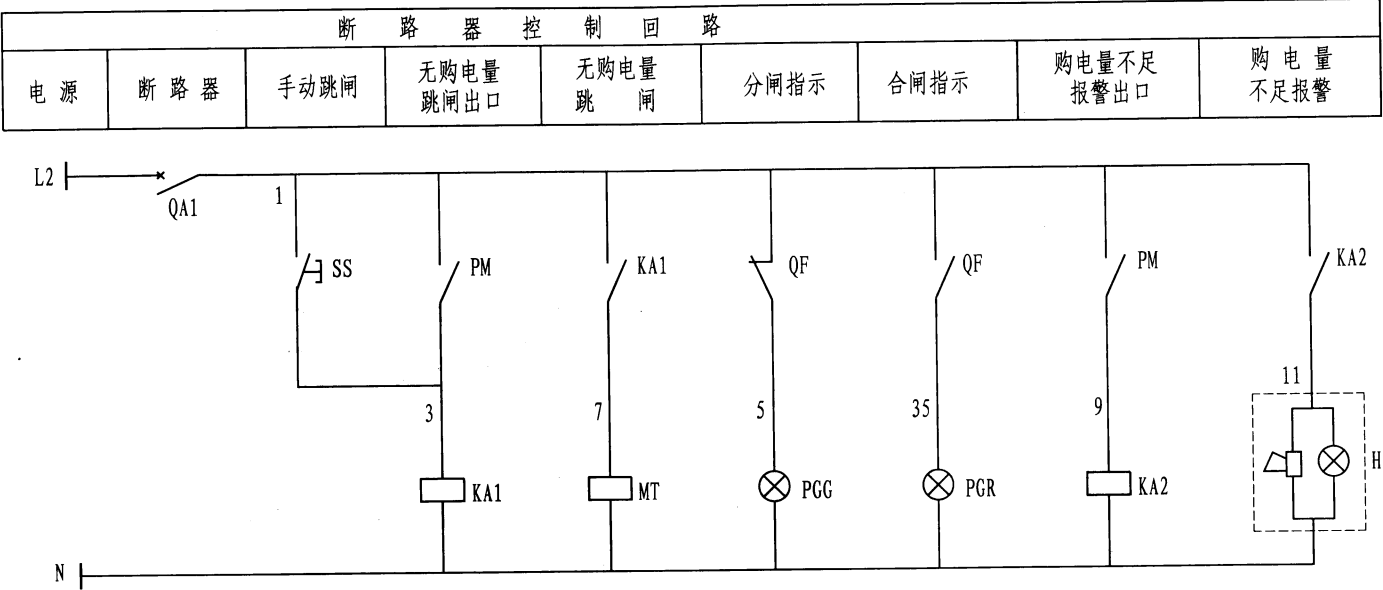 断路器控制回路
电源
断路器
手动跳闸
无购电量
跳闸出口
无购电量
跳闸
分闸指示
合闸指示
购电量不足
报警出口
购电量
不足报警
L2
QA1
1
SS
PM
KA1
QF
QF
PM
KA2
3
7
5
35
9
11
KA1
MT
PGG
PGR
KA2
H
N